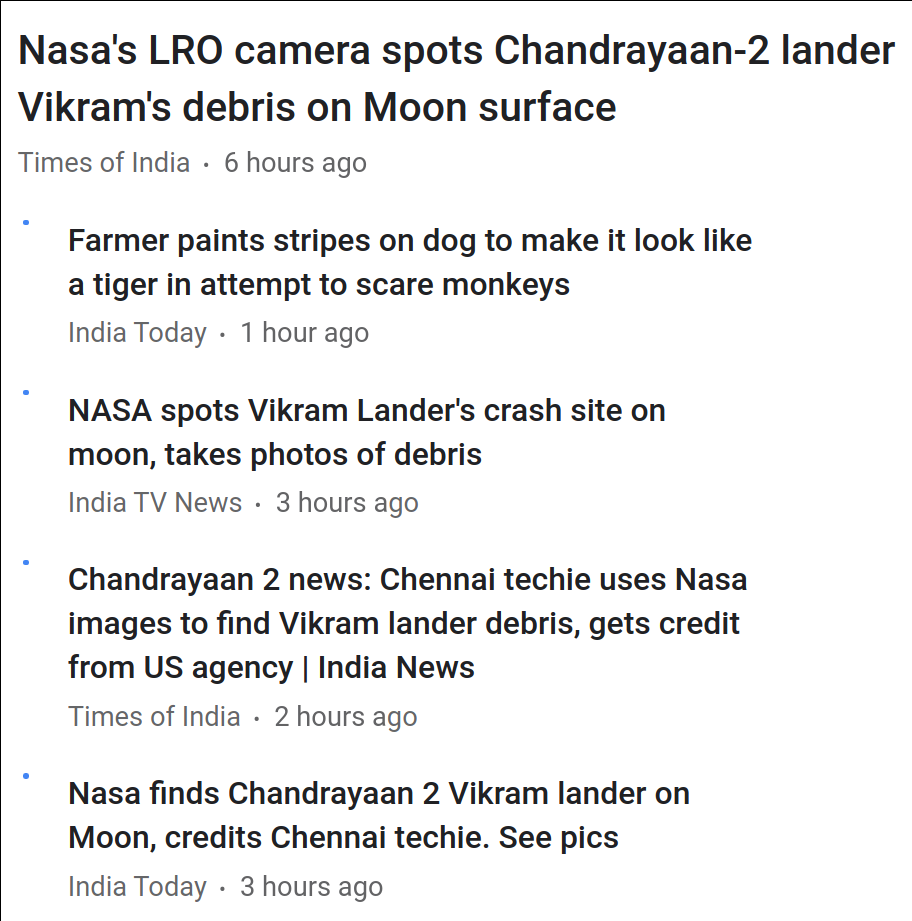 Nasa's LRO camera spots Chandrayaan-2 lander
Vikram's debris on Moon surface
Times of India · 6 hours ago
Farmer paints stripes on dog to make it look like
a tiger in attempt to scare monkeys
India Today · 1 hour ago
NASA spots Vikram Lander's crash site on
moon, takes photos of debris
India TV News · 3 hours ago
Chandrayaan 2 news: Chennai techie uses Nasa
images to find Vikram lander debris, gets credit
from US agency | India News
Times of India · 2 hours ago
Nasa finds Chandrayaan 2 Vikram lander on
Moon, credits Chennai techie. See pics
India Today · 3 hours ago